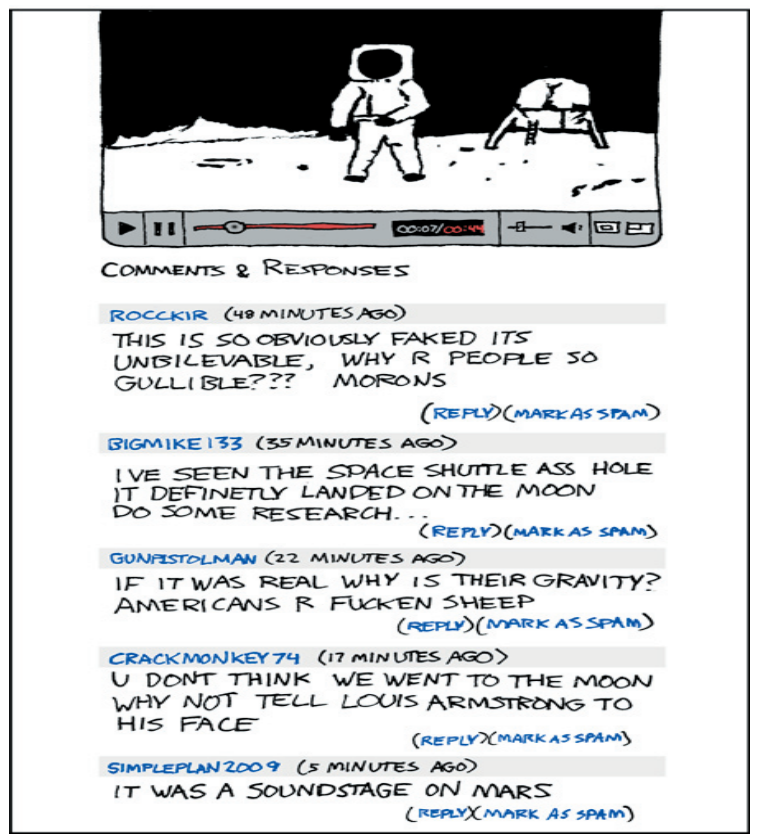 00:07/00:44
COMMENTS & RESPONSES
ROCCKIR (48 MINUTES AGO)
THIS IS SO OBVIOUSLY FAKED ITS
UNBILEVABLE, WHY R PEOPLE SO
GULLIBLE??? MORONS
(REPLY)(MARK AS SPAM)
BIGMIKE133 (35 MINUTES AGO)
IVE SEEN THE SPACE SHUTTLE ASS HOLE
IT DEFINETLY LANDED ON THE MOON
DO SOME RESEARCH...
(REPLY)(MARK AS SPAM)
GUNPISTOLMAN (22 MINUTES AGO)
IF IT WAS REAL WHY IS THEIR GRAVITY?
AMERICANS R FUCKEN SHEEP
(REPLY)(MARK AS SPAM)
CRACKMONKEY74 (17 MINUTES AGO)
U DONT THINK WE WENT TO THE MOON
WHY NOT TELL LOUIS ARMSTRONG TO
HIS FACE
(REPLY)(MARK AS SPAM)
SIMPLEPLAN2009 (5 MINUTES AGO)
IT WAS A SOUNDSTAGE ON MARS
(REPLY)(MARK AS SPAM)